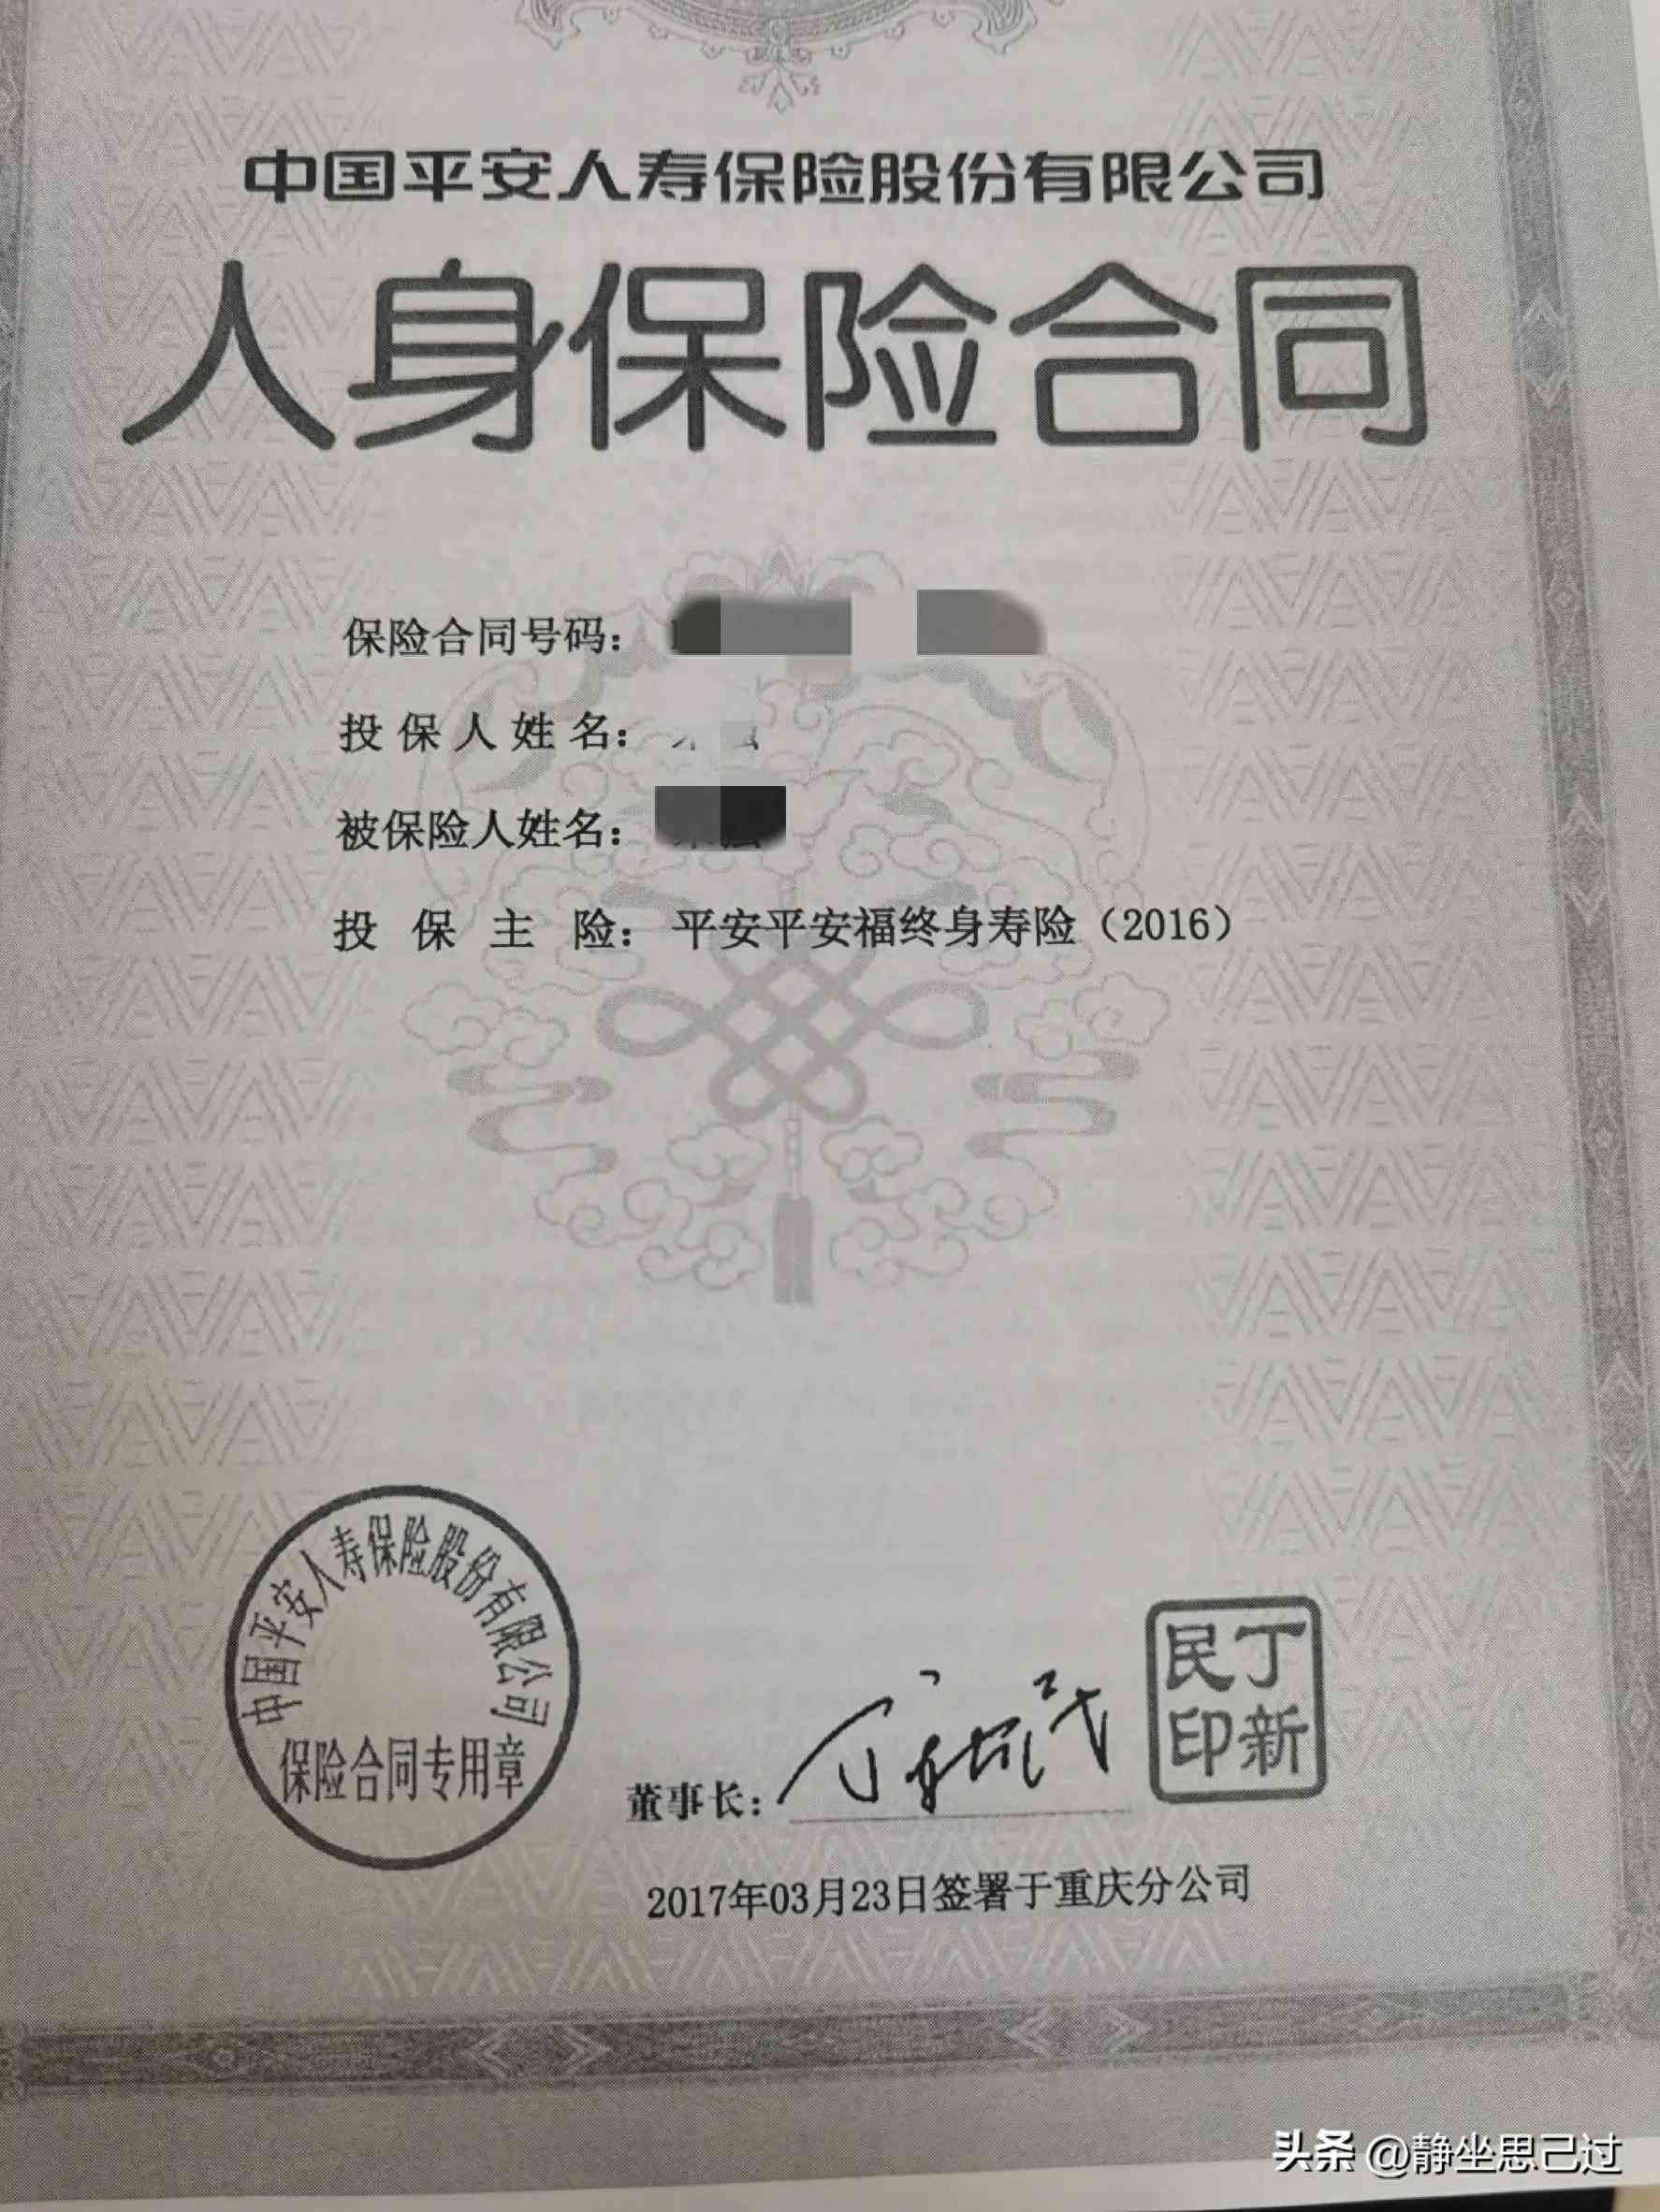 中国平安人寿保险股份有限公司
人身保险合同
保险合同号码：
投保人姓名：
被保险人姓名：
投保主险：平安平安福终身寿险（2016）
中国平安人寿保险股份有限公司
保险合同专用章
董事长：
丁新民印
2017年03月23日签署于重庆分公司
头条 @静坐思己过